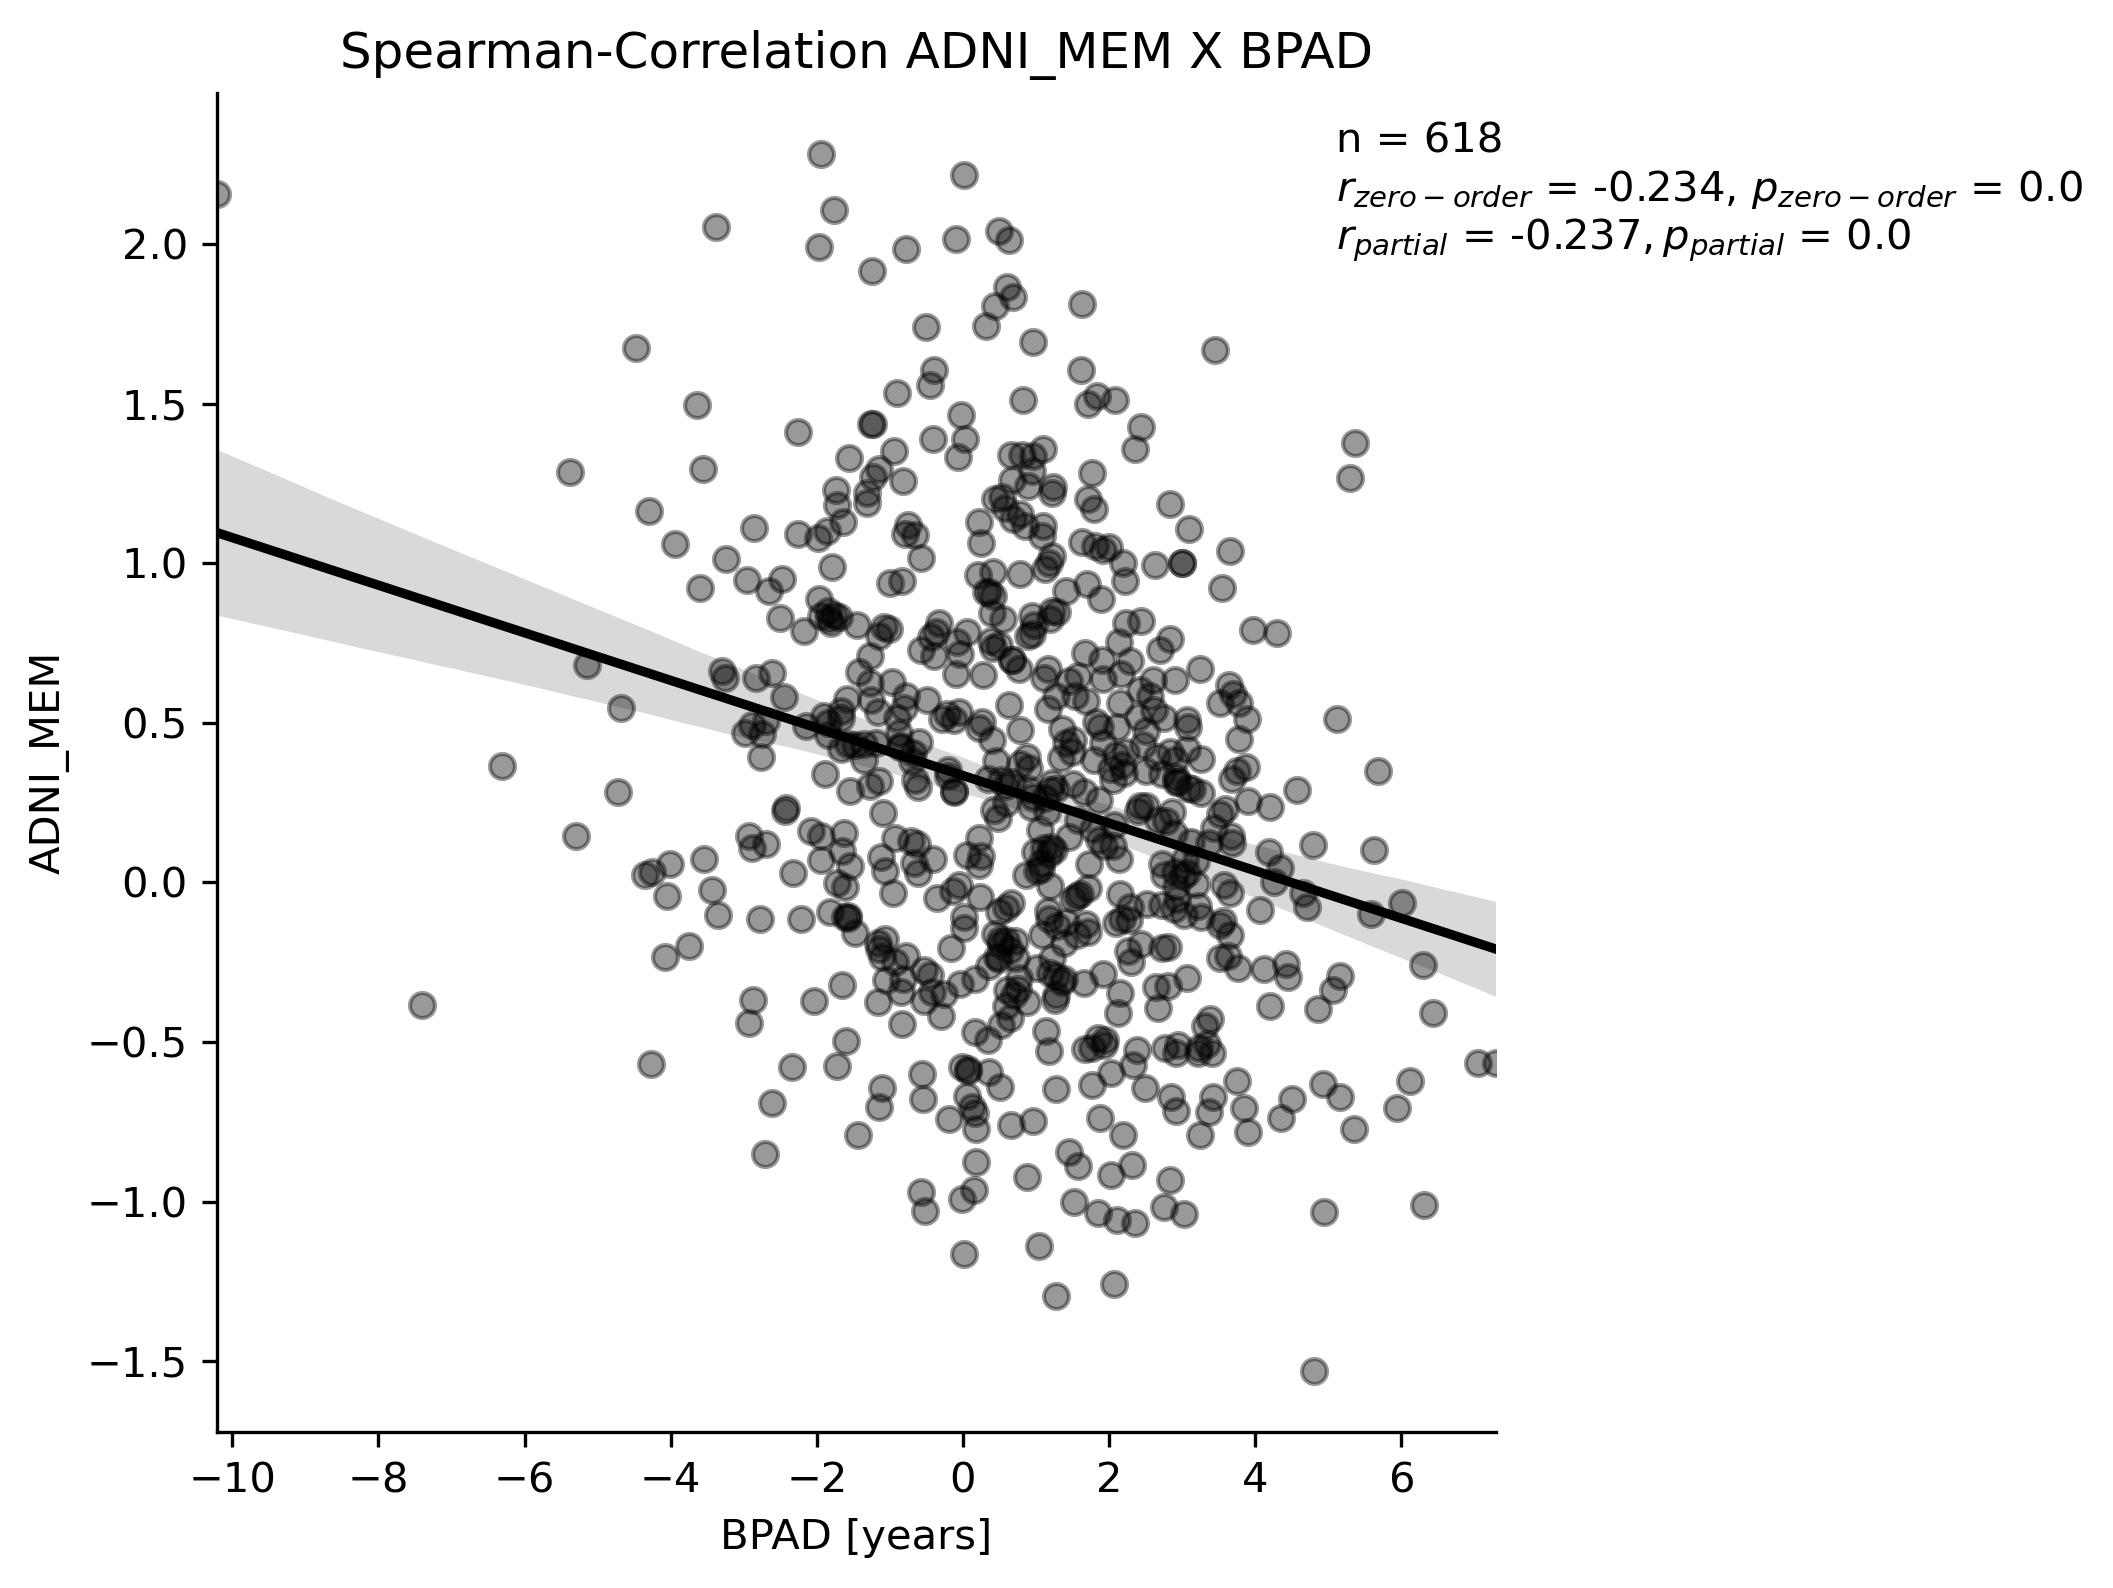 Spearman-Correlation ADNI_MEM X BPAD
n = 618
r_zero−order = -0.234, p_zero−order = 0.0
r_partial = -0.237, p_partial = 0.0
ADNI_MEM
2.0
1.5
1.0
0.5
0.0
−0.5
−1.0
−1.5
−10 −8 −6 −4 −2 0 2 4 6
BPAD [years]